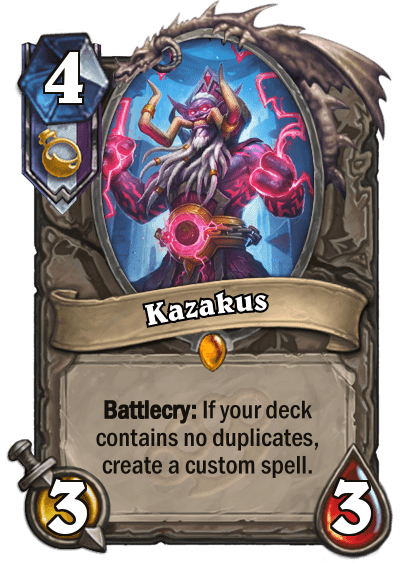 4
Kazakus
Battlecry: If your deck
contains no duplicates,
create a custom spell.
3
3